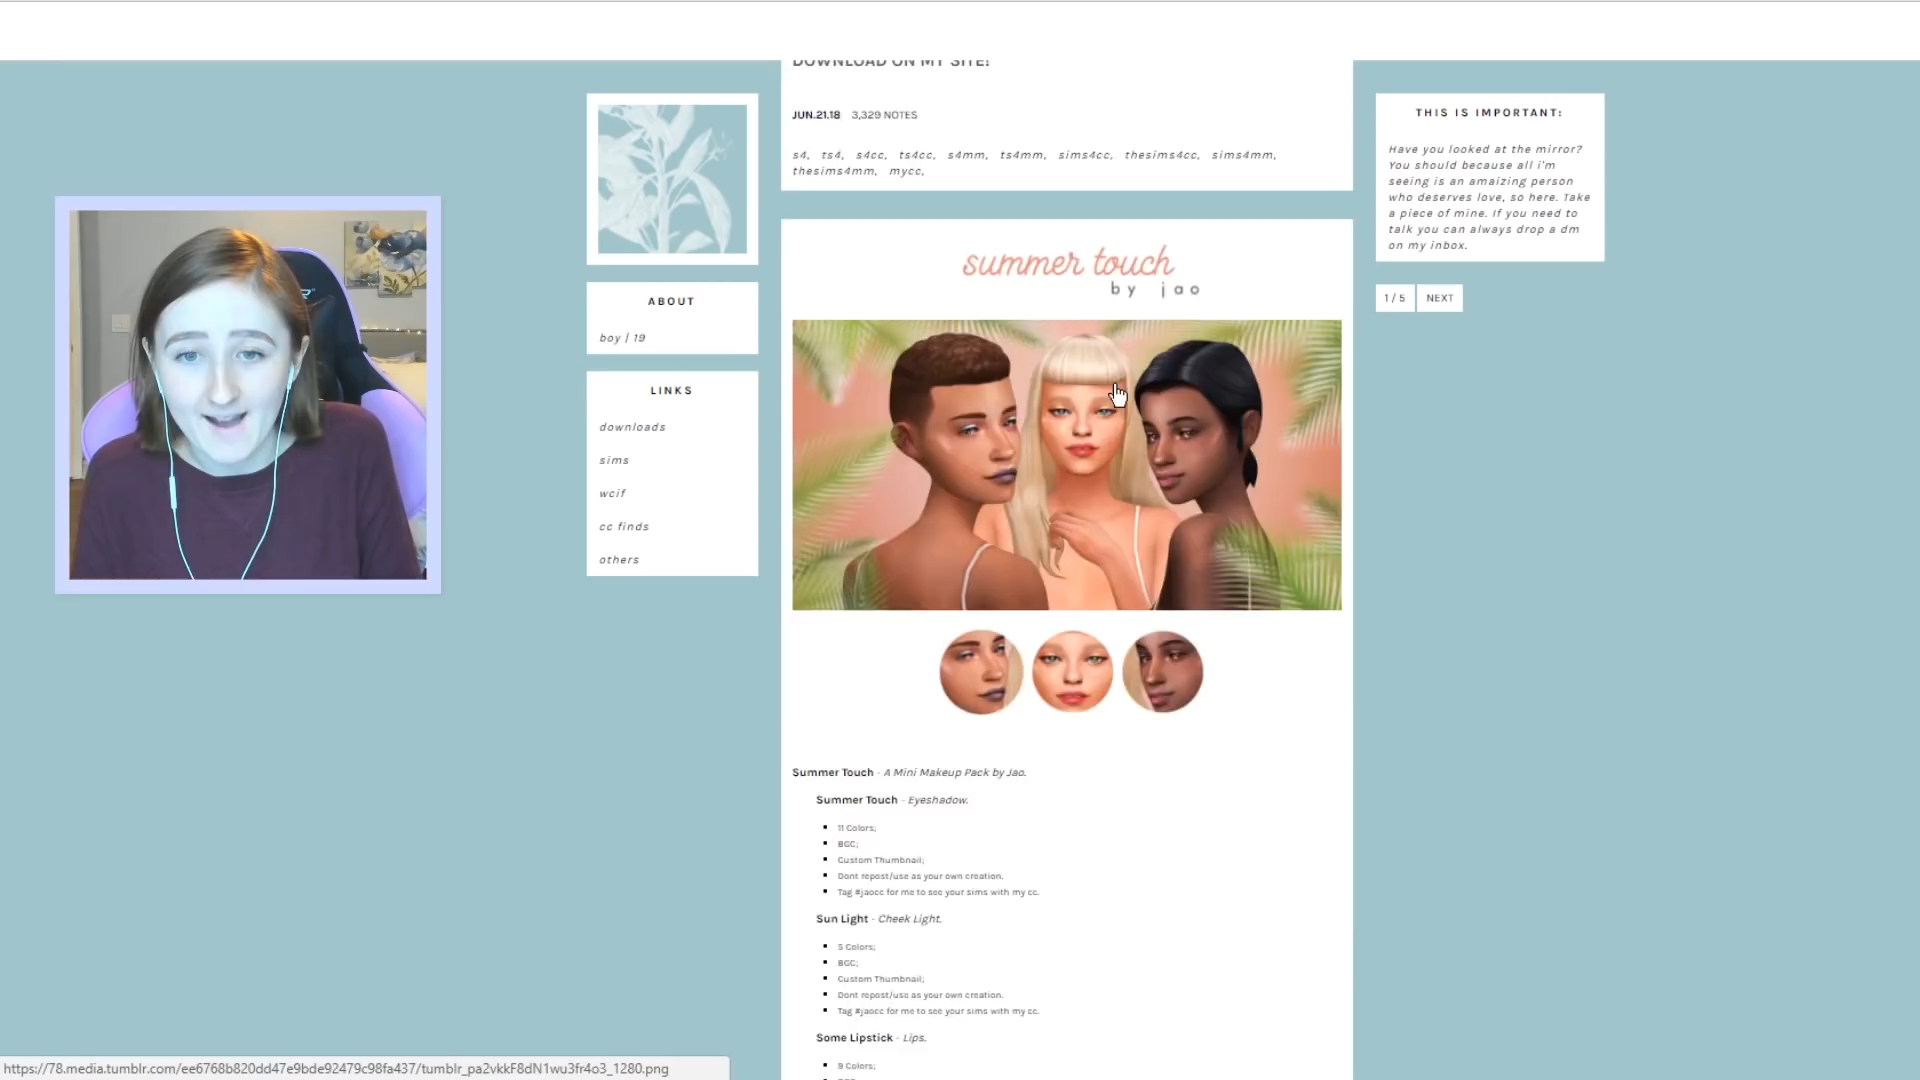 DOWNLOAD ON MY SITE!
JUN.21.18 3,329 NOTES
s4, ts4, s4cc, ts4cc, s4mm, ts4mm, sims4cc, thesims4cc, sims4mm,
thesims4mm, mycc,
ABOUT
boy / 19
LINKS
downloads
sims
wcif
cc finds
others
summer touch
by jao
Summer Touch - A Mini Makeup Pack by Jao.
Summer Touch - Eyeshadow.
11 Colors;
BGC;
Custom Thumbnail;
Dont repost/use as your own creation.
Tag #jaocc for me to see your sims with my cc.
Sun Light - Cheek Light.
5 Colors;
BGC;
Custom Thumbnail;
Dont repost/use as your own creation.
Tag #jaocc for me to see your sims with my cc.
Some Lipstick - Lips.
9 Colors;
THIS IS IMPORTANT:
Have you looked at the mirror?
You should because all i'm
seeing is an amaizing person
who deserves love, so here. Take
a piece of mine. If you need to
talk you can always drop a dm
on my inbox.
1 / 5 NEXT
https://78.media.tumblr.com/ee6768b820dd47e9bde92479c98fa437/tumblr_pa2vkkF8dN1wu3fr4o3_1280.png